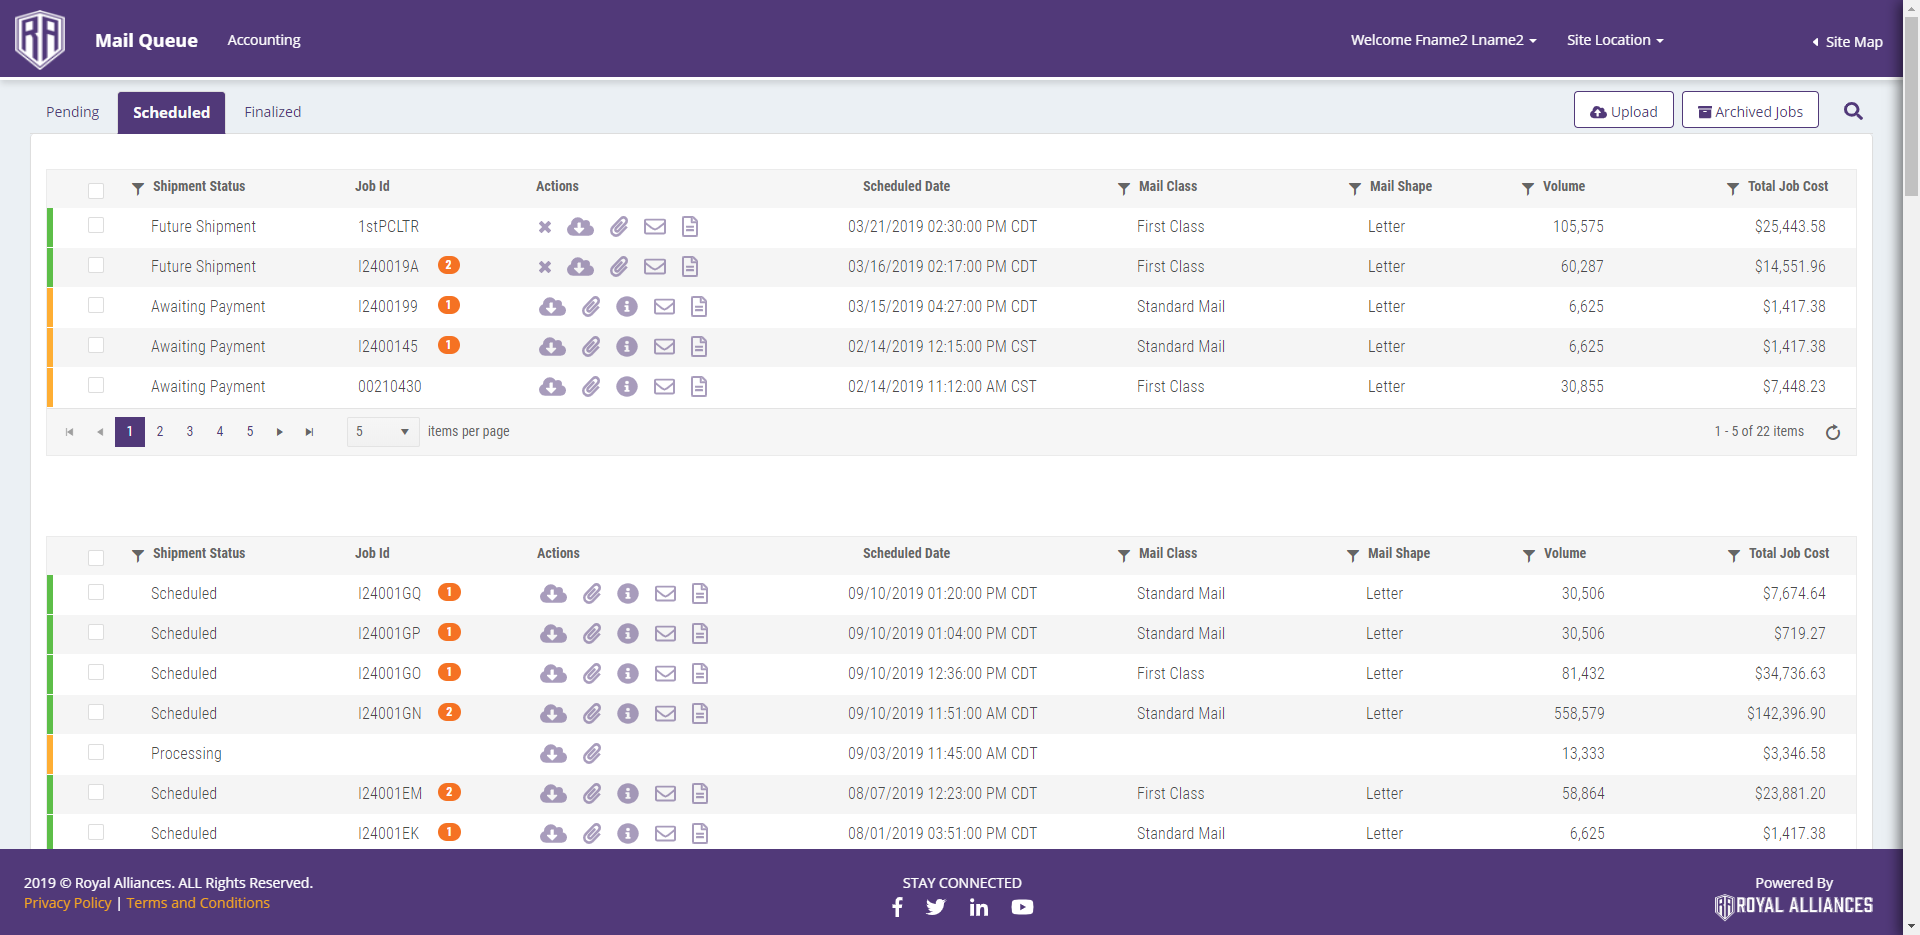 RA Mail Queue Accounting Welcome Fname2 Lname2 Site Location Site Map
Pending Scheduled Finalized Upload Archived Jobs
Shipment Status Job Id Actions Scheduled Date Mail Class Mail Shape Volume Total Job Cost
Future Shipment 1stPCLTR 03/21/2019 02:30:00 PM CDT First Class Letter 105,575 $25,443.58
Future Shipment I240019A 2 03/16/2019 02:17:00 PM CDT First Class Letter 60,287 $14,551.96
Awaiting Payment I2400199 1 03/15/2019 04:27:00 PM CDT Standard Mail Letter 6,625 $1,417.38
Awaiting Payment I2400145 1 02/14/2019 12:15:00 PM CST Standard Mail Letter 6,625 $1,417.38
Awaiting Payment 00210430 02/14/2019 11:12:00 AM CST First Class Letter 30,855 $7,448.23
1 2 3 4 5 5 items per page 1 - 5 of 22 items
Shipment Status Job Id Actions Scheduled Date Mail Class Mail Shape Volume Total Job Cost
Scheduled I24001GQ 1 09/10/2019 01:20:00 PM CDT Standard Mail Letter 30,506 $7,674.64
Scheduled I24001GP 1 09/10/2019 01:04:00 PM CDT Standard Mail Letter 30,506 $719.27
Scheduled I24001GO 1 09/10/2019 12:36:00 PM CDT First Class Letter 81,432 $34,736.63
Scheduled I24001GN 2 09/10/2019 11:51:00 AM CDT Standard Mail Letter 558,579 $142,396.90
Processing 09/03/2019 11:45:00 AM CDT 13,333 $3,346.58
Scheduled I24001EM 2 08/07/2019 12:23:00 PM CDT First Class Letter 58,864 $23,881.20
Scheduled I24001EK 1 08/01/2019 03:51:00 PM CDT Standard Mail Letter 6,625 $1,417.38
2019 © Royal Alliances. ALL Rights Reserved. STAY CONNECTED Powered By
Privacy Policy | Terms and Conditions RA ROYAL ALLIANCES